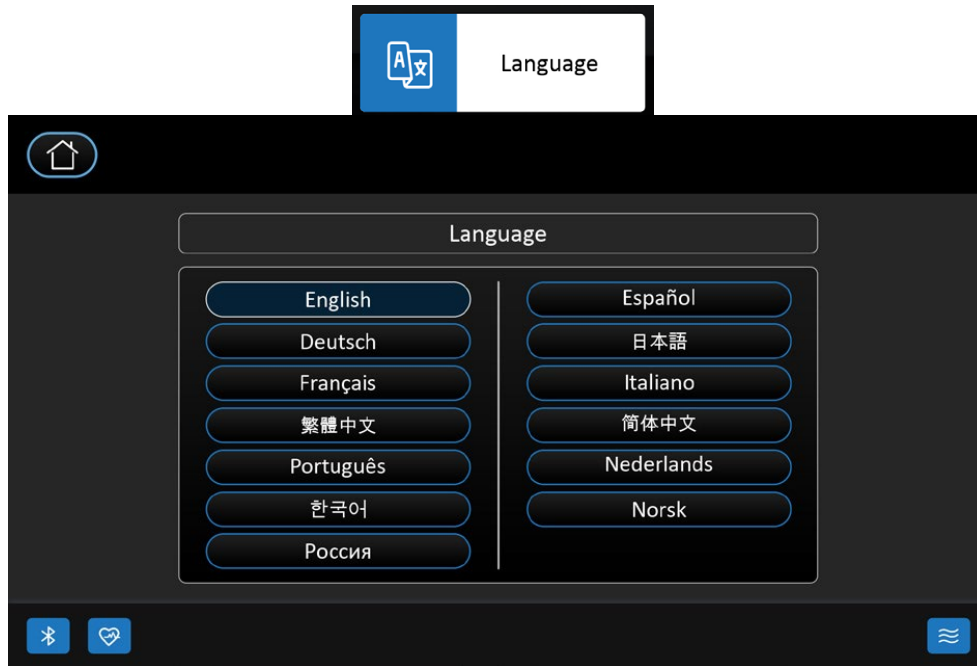 Language
Language
English
Deutsch
Français
繁體中文
Português
한국어
Россия
Español
日本語
Italiano
简体中文
Nederlands
Norsk